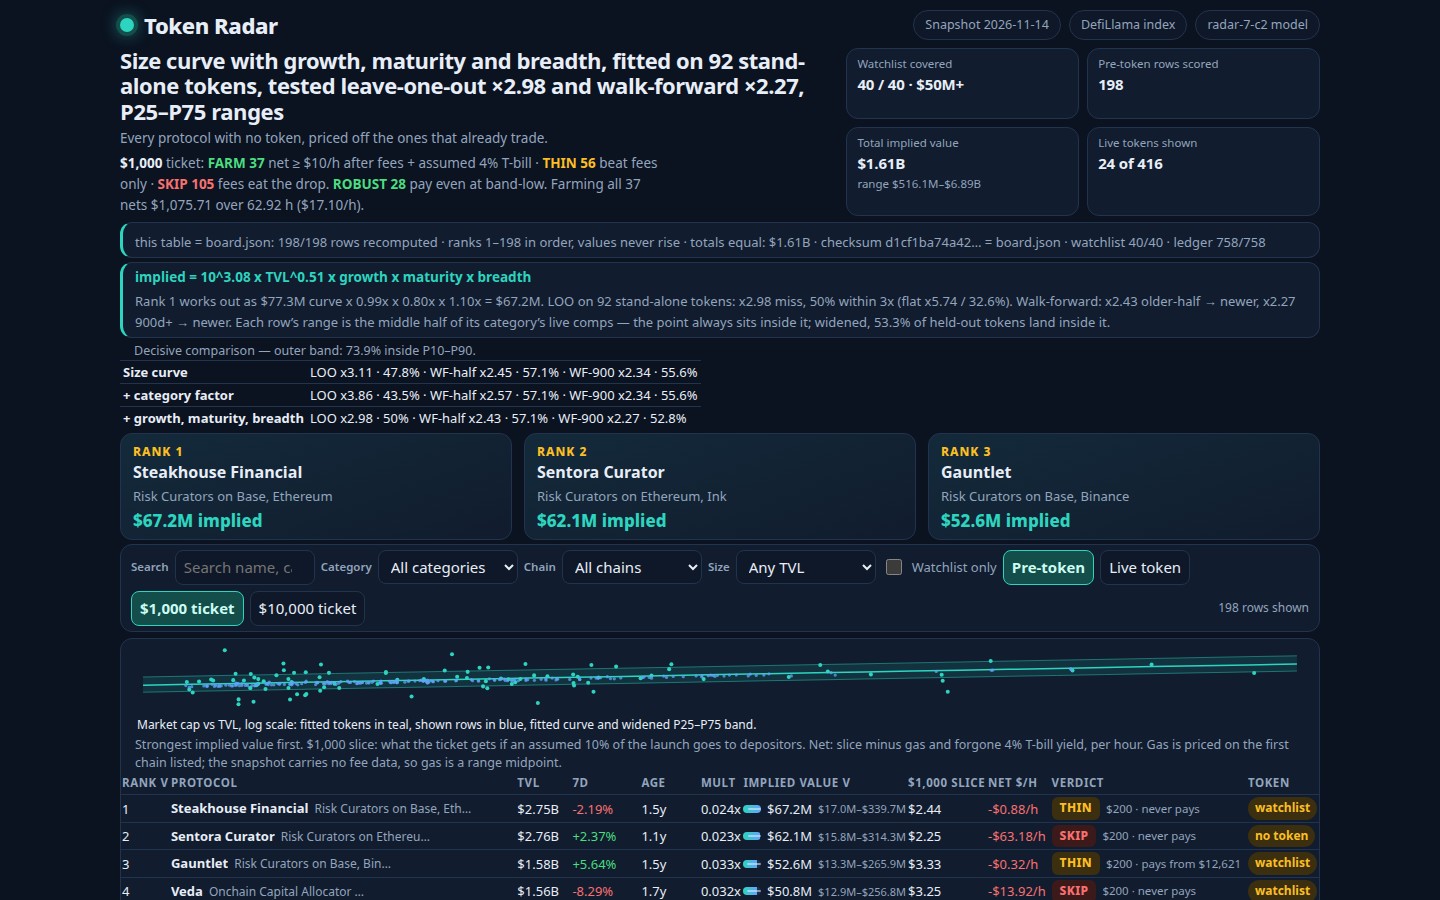 Token Radar
Snapshot 2026-11-14
DefiLlama index
radar-7-c2 model
Size curve with growth, maturity and breadth, fitted on 92 stand-
alone tokens, tested leave-one-out ×2.98 and walk-forward ×2.27,
P25–P75 ranges
Every protocol with no token, priced off the ones that already trade.
$1,000 ticket: FARM 37 net ≥ $10/h after fees + assumed 4% T-bill · THIN 56 beat fees
only · SKIP 105 fees eat the drop. ROBUST 28 pay even at band-low. Farming all 37
nets $1,075.71 over 62.92 h ($17.10/h).
Watchlist covered
40 / 40 · $50M+
Pre-token rows scored
198
Total implied value
$1.61B
range $516.1M–$6.89B
Live tokens shown
24 of 416
this table = board.json: 198/198 rows recomputed · ranks 1–198 in order, values never rise · totals equal: $1.61B · checksum d1cf1ba74a42… = board.json · watchlist 40/40 · ledger 758/758
implied = 10^3.08 x TVL^0.51 x growth x maturity x breadth
Rank 1 works out as $77.3M curve x 0.99x x 0.80x x 1.10x = $67.2M. LOO on 92 stand-alone tokens: x2.98 miss, 50% within 3x (flat x5.74 / 32.6%). Walk-forward: x2.43 older-half → newer, x2.27
900d+ → newer. Each row's range is the middle half of its category's live comps — the point always sits inside it; widened, 53.3% of held-out tokens land inside it.
Decisive comparison — outer band: 73.9% inside P10–P90.
Size curve LOO x3.11 · 47.8% · WF-half x2.45 · 57.1% · WF-900 x2.34 · 55.6%
+ category factor LOO x3.86 · 43.5% · WF-half x2.57 · 57.1% · WF-900 x2.34 · 55.6%
+ growth, maturity, breadth LOO x2.98 · 50% · WF-half x2.43 · 57.1% · WF-900 x2.27 · 52.8%
RANK 1
Steakhouse Financial
Risk Curators on Base, Ethereum
$67.2M implied
RANK 2
Sentora Curator
Risk Curators on Ethereum, Ink
$62.1M implied
RANK 3
Gauntlet
Risk Curators on Base, Binance
$52.6M implied
Search Search name, ca Category All categories Chain All chains Size Any TVL Watchlist only Pre-token Live token
$1,000 ticket $10,000 ticket 198 rows shown
Market cap vs TVL, log scale: fitted tokens in teal, shown rows in blue, fitted curve and widened P25–P75 band.
Strongest implied value first. $1,000 slice: what the ticket gets if an assumed 10% of the launch goes to depositors. Net: slice minus gas and forgone 4% T-bill yield, per hour. Gas is priced on the first
chain listed; the snapshot carries no fee data, so gas is a range midpoint.
RANK V PROTOCOL TVL 7D AGE MULT IMPLIED VALUE V $1,000 SLICE NET $/H VERDICT TOKEN
1 Steakhouse Financial Risk Curators on Base, Eth... $2.75B -2.19% 1.5y 0.024x $67.2M $17.0M–$339.7M $2.44 -$0.88/h THIN $200 · never pays watchlist
2 Sentora Curator Risk Curators on Ethereu... $2.76B +2.37% 1.1y 0.023x $62.1M $15.8M–$314.3M $2.25 -$63.18/h SKIP $200 · never pays no token
3 Gauntlet Risk Curators on Base, Bin... $1.58B +5.64% 1.5y 0.033x $52.6M $13.3M–$265.9M $3.33 -$0.32/h THIN $200 · pays from $12,621 watchlist
4 Veda Onchain Capital Allocator ... $1.56B -8.29% 1.7y 0.032x $50.8M $12.9M–$256.8M $3.25 -$13.92/h SKIP $200 · never pays watchlist